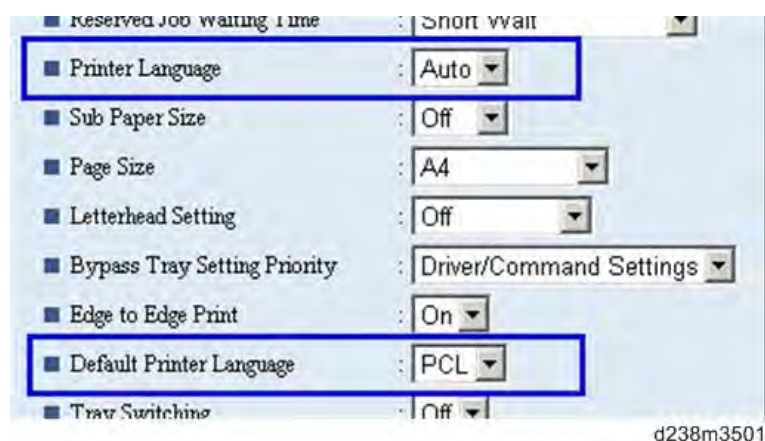 Reserved Job Waiting Time : Short Wait
Printer Language : Auto
Sub Paper Size : Off
Page Size : A4
Letterhead Setting : Off
Bypass Tray Setting Priority : Driver/Command Settings
Edge to Edge Print : On
Default Printer Language : PCL
Tray Switching : Off
d238m3501